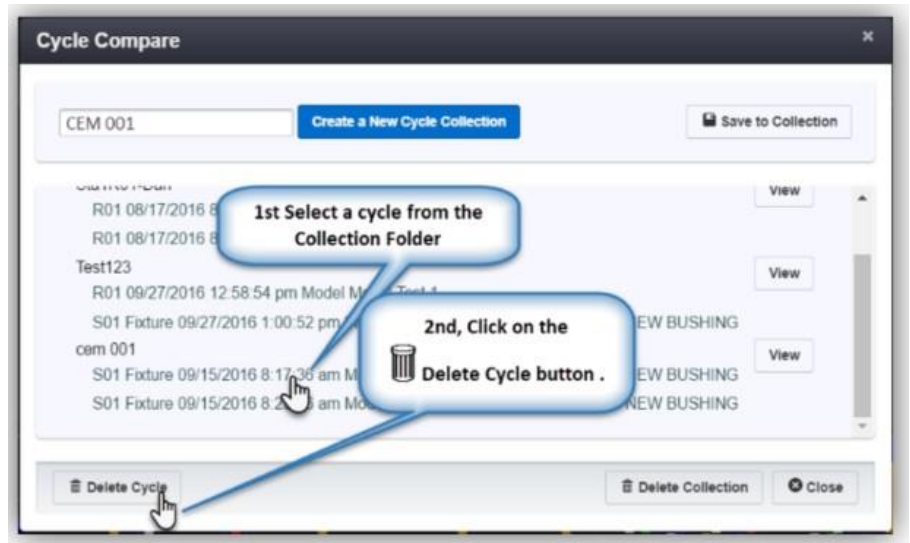 Cycle Compare
CEM 001
Create a New Cycle Collection
Save to Collection
View
R01 08/17/2016 8
R01 08/17/2016 8
1st Select a cycle from the
Collection Folder
Test123
View
R01 09/27/2016 12:58:54 pm Model
S01 Fixture 09/27/2016 1:00:52 pm
EW BUSHING
2nd, Click on the
Delete Cycle button .
cem 001
View
S01 Fixture 09/15/2016 8:17:36 am M
EW BUSHING
S01 Fixture 09/15/2016 8:2 am Mo
NEW BUSHING
Delete Cycle
Delete Collection
Close